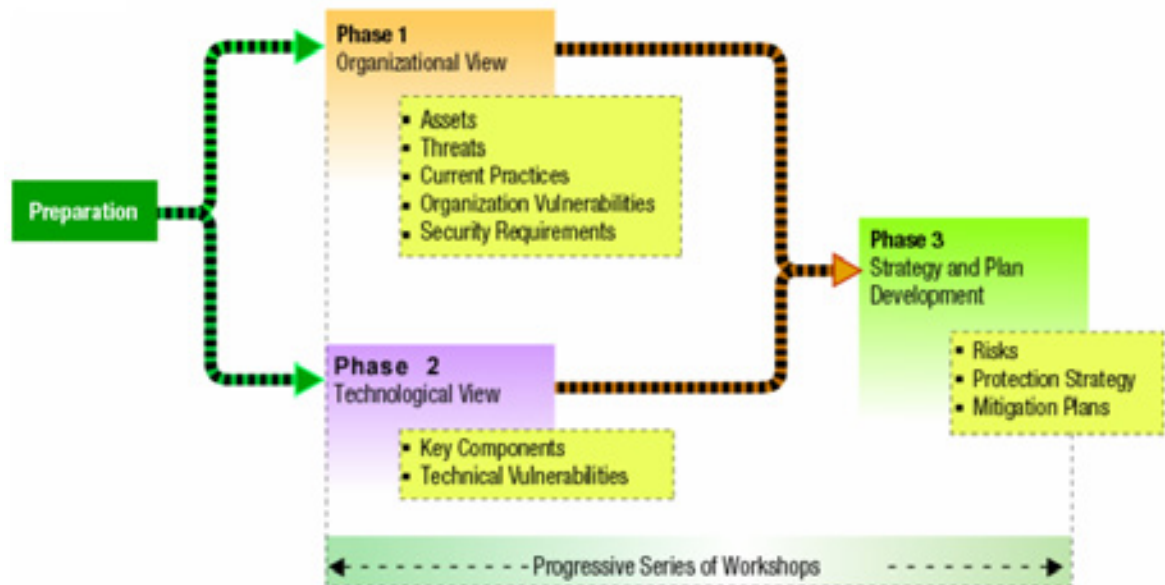 Preparation
Phase 1
Organizational View
▪ Assets
▪ Threats
▪ Current Practices
▪ Organization Vulnerabilities
▪ Security Requirements
Phase 2
Technological View
▪ Key Components
▪ Technical Vulnerabilities
Phase 3
Strategy and Plan
Development
▪ Risks
▪ Protection Strategy
▪ Mitigation Plans
Progressive Series of Workshops